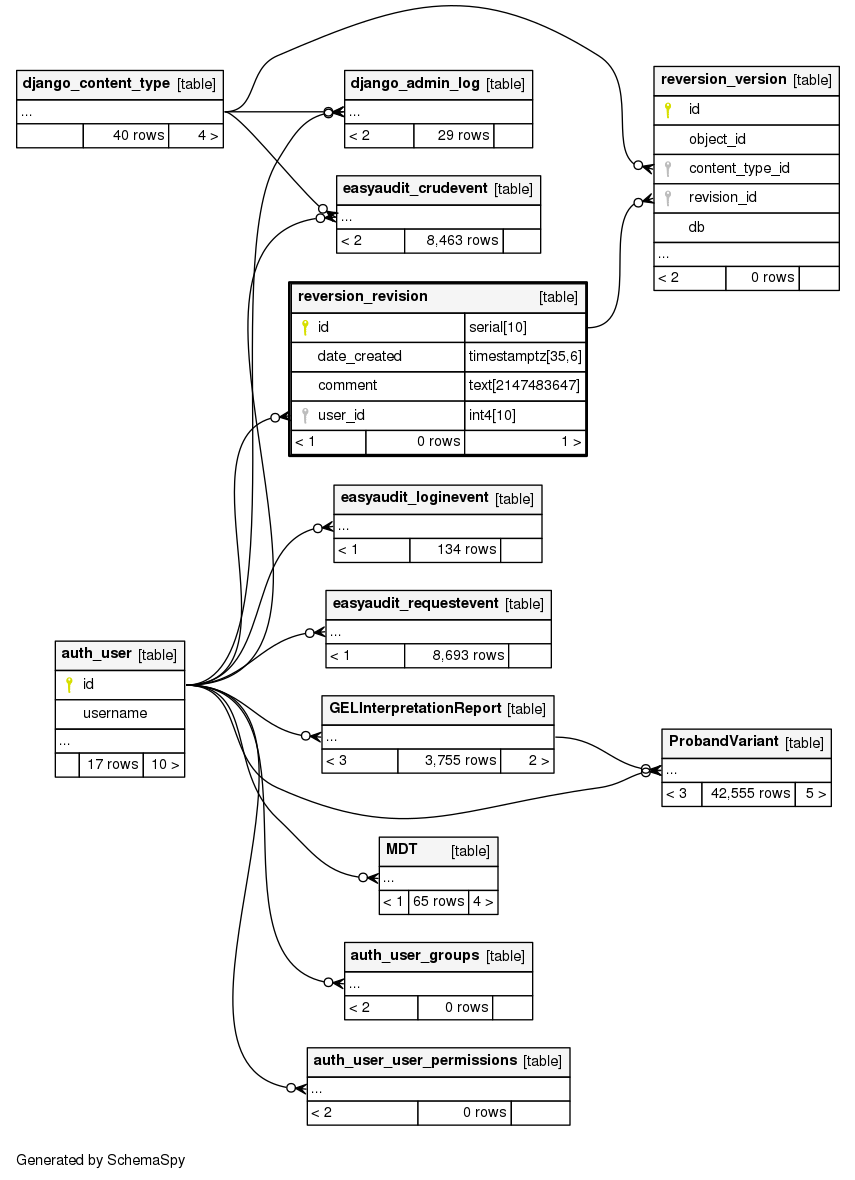 django_content_type [table]
...
40 rows 4 >
django_admin_log [table]
...
< 2 29 rows
reversion_version [table]
id
object_id
content_type_id
revision_id
db
...
< 2 0 rows
easyaudit_crudevent [table]
...
< 2 8,463 rows
reversion_revision [table]
id serial[10]
date_created timestamptz[35,6]
comment text[2147483647]
user_id int4[10]
< 1 0 rows 1 >
easyaudit_loginevent [table]
...
< 1 134 rows
easyaudit_requestevent [table]
...
< 1 8,693 rows
auth_user [table]
id
username
...
17 rows 10 >
GELInterpretationReport [table]
...
< 3 3,755 rows 2 >
ProbandVariant [table]
...
< 3 42,555 rows 5 >
MDT [table]
...
< 1 65 rows 4 >
auth_user_groups [table]
...
< 2 0 rows
auth_user_user_permissions [table]
...
< 2 0 rows
Generated by SchemaSpy